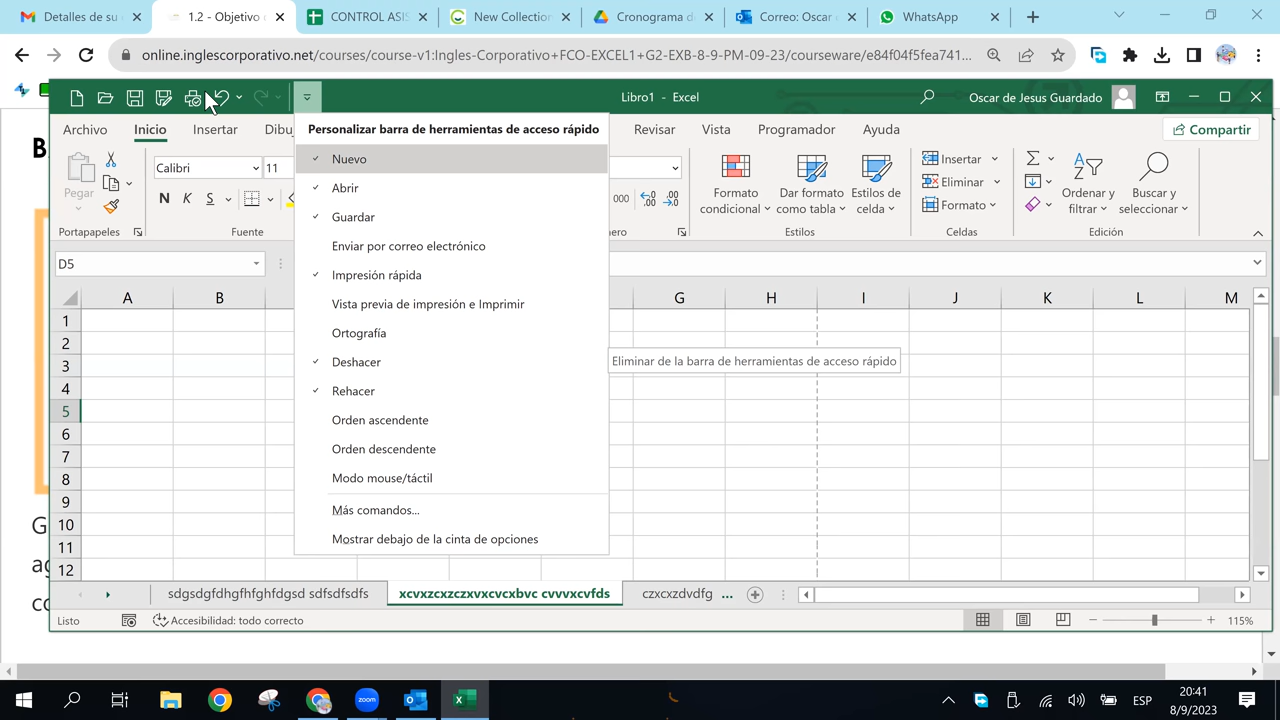 Detalles de su
1.2 - Objetivo
CONTROL ASIS
New Collection
Cronograma d
Correo: Oscar
WhatsApp
online.inglescorporativo.net/courses/course-v1:Ingles-Corporativo+FCO-EXCEL1+G2-EXB-8-9-PM-09-23/courseware/e84f04f5fea741...
Libro1 - Excel
Oscar de Jesus Guardado
Archivo Inicio Insertar Dibu Revisar Vista Programador Ayuda
Compartir
Personalizar barra de herramientas de acceso rápido
Nuevo
Abrir
Guardar
Enviar por correo electrónico
Impresión rápida
Vista previa de impresión e Imprimir
Ortografía
Deshacer
Rehacer
Orden ascendente
Orden descendente
Modo mouse/táctil
Más comandos...
Mostrar debajo de la cinta de opciones
Eliminar de la barra de herramientas de acceso rápido
Pegar
Calibri 11
N K S
000
Formato
condicional
Dar formato
como tabla
Estilos de
celda
Insertar
Eliminar
Formato
Ordenar y
filtrar
Buscar y
seleccionar
Portapapeles Fuente ero Estilos Celdas Edición
D5
A B G H I J K L M
1
2
3
4
5
6
7
8
9
10
11
12
sdgsdgfdhgfhfghfdgsd sdfsdfsdfs
xcvxzcxzczxvxcvcxbvc cvvvxcvfds
czxcxzdvdfg ...
Listo
Accesibilidad: todo correcto
115%
B
G
ag
co
ESP
20:41
8/9/2023